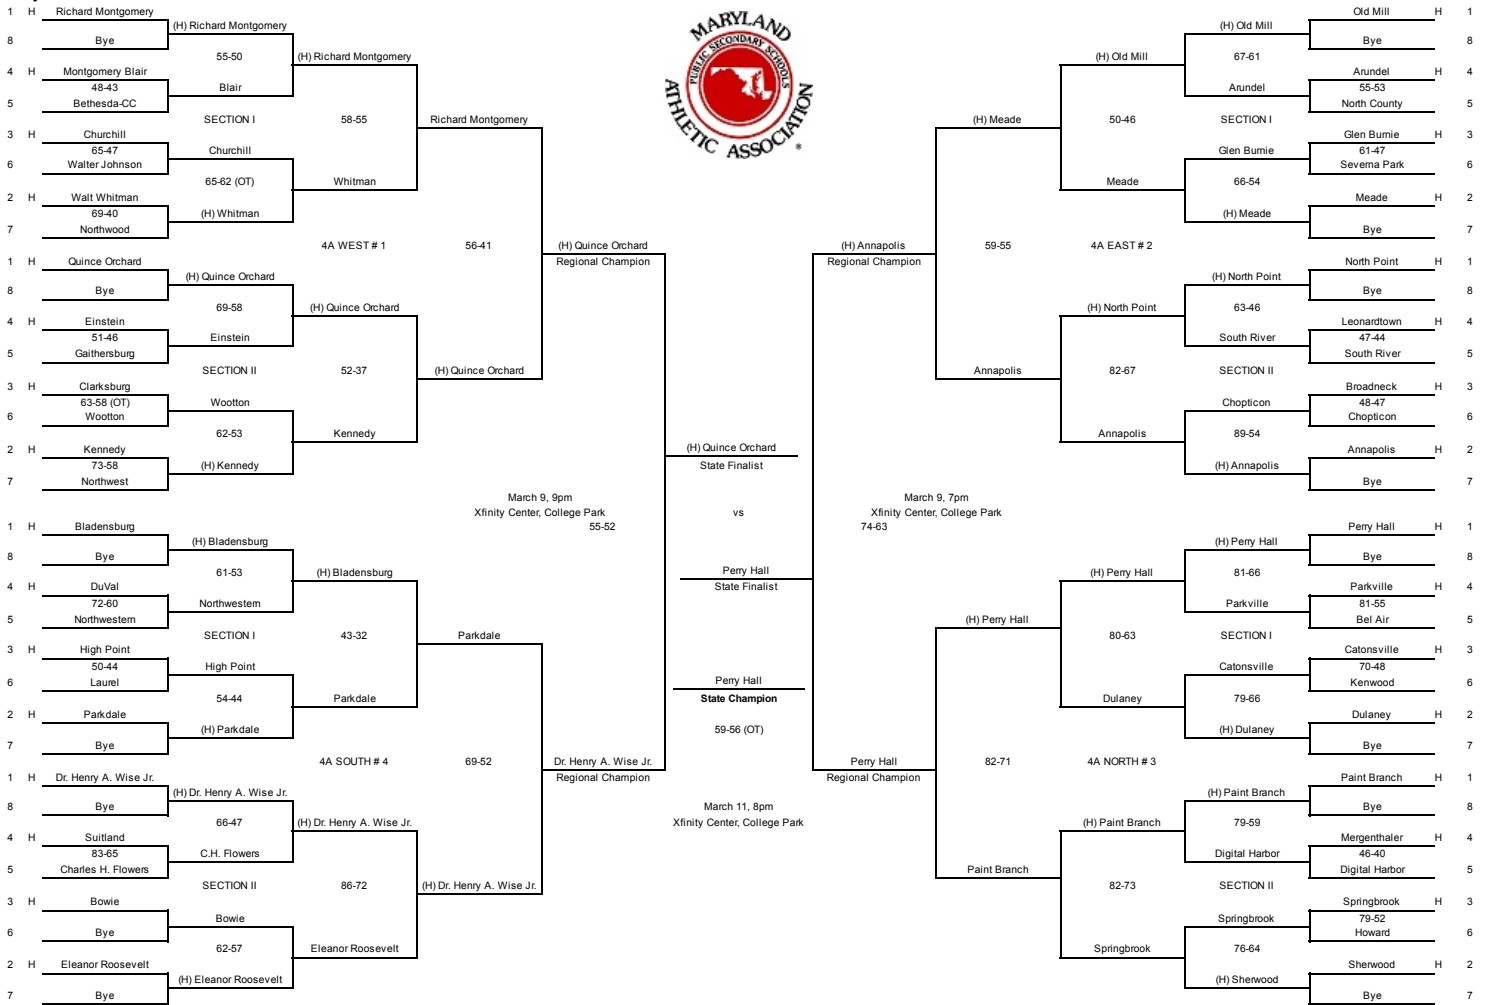 MARYLAND
PUBLIC SECONDARY SCHOOLS
ATHLETIC ASSOCIATION
®
1 H Richard Montgomery
8 Bye
(H) Richard Montgomery
55-50
4 H Montgomery Blair
48-43
5 Bethesda-CC
Blair
(H) Richard Montgomery
SECTION I
58-55
3 H Churchill
65-47
6 Walter Johnson
Churchill
65-62 (OT)
2 H Walt Whitman
69-40
7 Northwood
(H) Whitman
Whitman
Richard Montgomery
4A WEST # 1
56-41
1 H Quince Orchard
8 Bye
(H) Quince Orchard
69-58
4 H Einstein
51-46
5 Gaithersburg
Einstein
(H) Quince Orchard
SECTION II
52-37
3 H Clarksburg
63-58 (OT)
6 Wootton
Wootton
62-53
2 H Kennedy
73-58
7 Northwest
(H) Kennedy
Kennedy
(H) Quince Orchard
(H) Quince Orchard
Regional Champion
March 9, 9pm
Xfinity Center, College Park
55-52
1 H Bladensburg
8 Bye
(H) Bladensburg
61-53
4 H DuVal
72-60
5 Northwestern
Northwestern
(H) Bladensburg
SECTION I
43-32
3 H High Point
50-44
6 Laurel
High Point
54-44
2 H Parkdale
7 Bye
(H) Parkdale
Parkdale
Parkdale
4A SOUTH # 4
69-52
1 H Dr. Henry A. Wise Jr.
8 Bye
(H) Dr. Henry A. Wise Jr.
66-47
4 H Suitland
83-65
5 Charles H. Flowers
C.H. Flowers
(H) Dr. Henry A. Wise Jr.
SECTION II
86-72
3 H Bowie
6 Bye
Bowie
62-57
2 H Eleanor Roosevelt
7 Bye
(H) Eleanor Roosevelt
Eleanor Roosevelt
(H) Dr. Henry A. Wise Jr.
Dr. Henry A. Wise Jr.
Regional Champion
(H) Quince Orchard
State Finalist
vs
Perry Hall
State Finalist
Perry Hall
State Champion
59-56 (OT)
March 11, 8pm
Xfinity Center, College Park
Old Mill H 1
Bye 8
(H) Old Mill
67-61
Arundel H 4
55-53
North County 5
Arundel
(H) Old Mill
SECTION I
50-46
Glen Burnie H 3
61-47
Severna Park 6
Glen Burnie
66-54
Meade H 2
Bye 7
(H) Meade
Meade
(H) Meade
4A EAST # 2
59-55
North Point H 1
Bye 8
(H) North Point
63-46
Leonardtown H 4
47-44
South River 5
South River
(H) North Point
SECTION II
82-67
Broadneck H 3
48-47
Chopticon 6
Chopticon
89-54
Annapolis H 2
Bye 7
(H) Annapolis
Annapolis
Annapolis
(H) Annapolis
Regional Champion
March 9, 7pm
Xfinity Center, College Park
74-63
Perry Hall H 1
Bye 8
(H) Perry Hall
81-66
Parkville H 4
81-55
Bel Air 5
Parkville
(H) Perry Hall
SECTION I
80-63
Catonsville H 3
70-48
Kenwood 6
Catonsville
79-66
Dulaney H 2
Bye 7
(H) Dulaney
Dulaney
(H) Perry Hall
4A NORTH # 3
82-71
Paint Branch H 1
Bye 8
(H) Paint Branch
79-59
Mergenthaler H 4
46-40
Digital Harbor 5
Digital Harbor
(H) Paint Branch
SECTION II
82-73
Springbrook H 3
79-52
Howard 6
Springbrook
76-64
Sherwood H 2
Bye 7
(H) Sherwood
Springbrook
Paint Branch
Perry Hall
Regional Champion